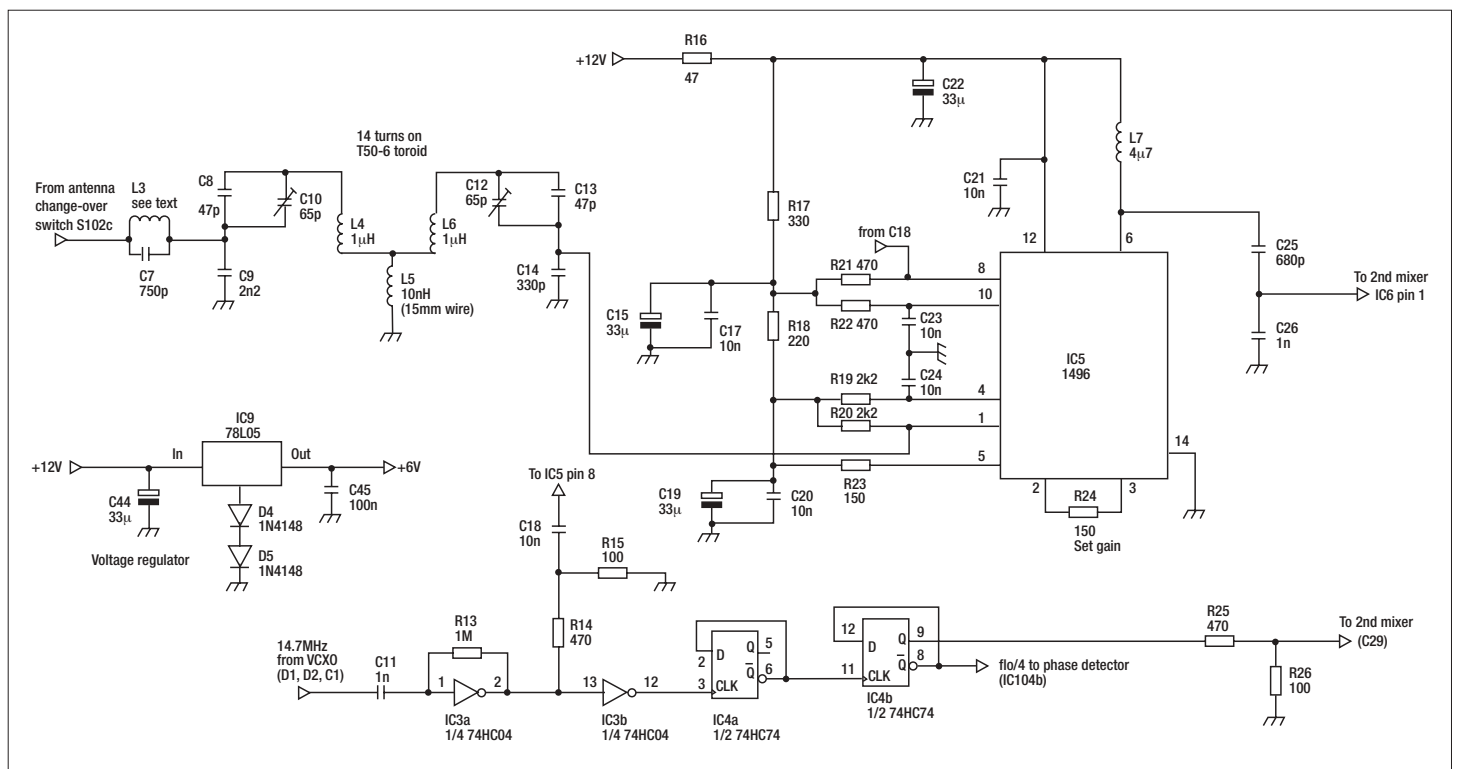 R16
+12V
47
C22
33µ
14 turns on
T50-6 toroid
L7
4µ7
From antenna
change-over
switch S102c
L3
see text
C8
47p
C10
65p
C12
65p
C13
47p
C21
10n
L4
1µH
L6
1µH
R17
330
from C18
12
6
C7
750p
C9
2n2
L5
10nH
(15mm wire)
C14
330p
R21 470
8
10
R22 470
C25
680p
To 2nd mixer
IC6 pin 1
C15
33µ
C17
10n
R18
220
C23
10n
C26
1n
IC5
1496
C24
10n
R19 2k2
4
R20 2k2
1
IC9
78L05
In
Out
+12V
+6V
14
5
R23
150
To IC5 pin 8
C44
33µ
C45
100n
D4
1N4148
C19
33µ
C20
10n
2
3
R24
150
Set gain
C18
10n
Voltage regulator
D5
1N4148
R15
100
R13
1M
R14
470
14.7MHz
from VCXO
(D1, D2, C1)
C11
1n
1
2
13
12
IC3a
1/4 74HC04
IC3b
1/4 74HC04
D
Q
5
2
Q
6
3
CLK
IC4a
1/2 74HC74
12
D
Q
9
Q
8
11
CLK
IC4b
1/2 74HC74
R25
470
To 2nd mixer
(C29)
flo/4 to phase detector
(IC104b)
R26
100